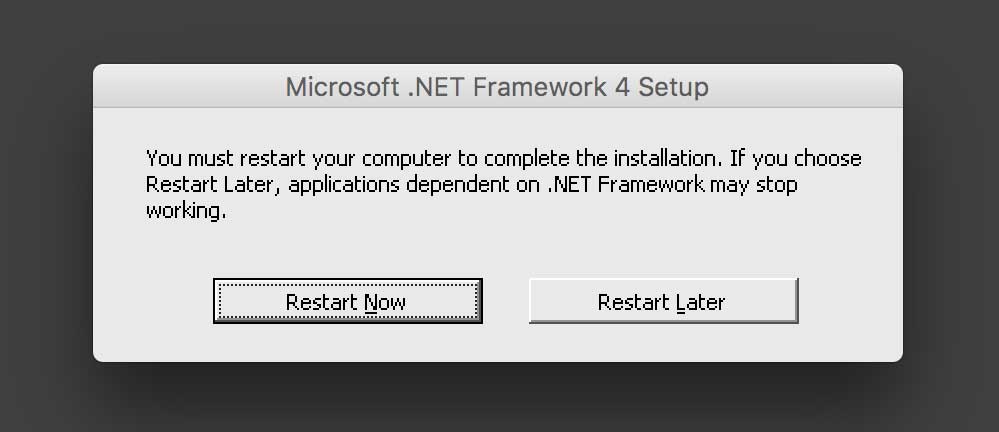 Microsoft .NET Framework 4 Setup
You must restart your computer to complete the installation. If you choose
Restart Later, applications dependent on .NET Framework may stop
working.
Restart Now
Restart Later